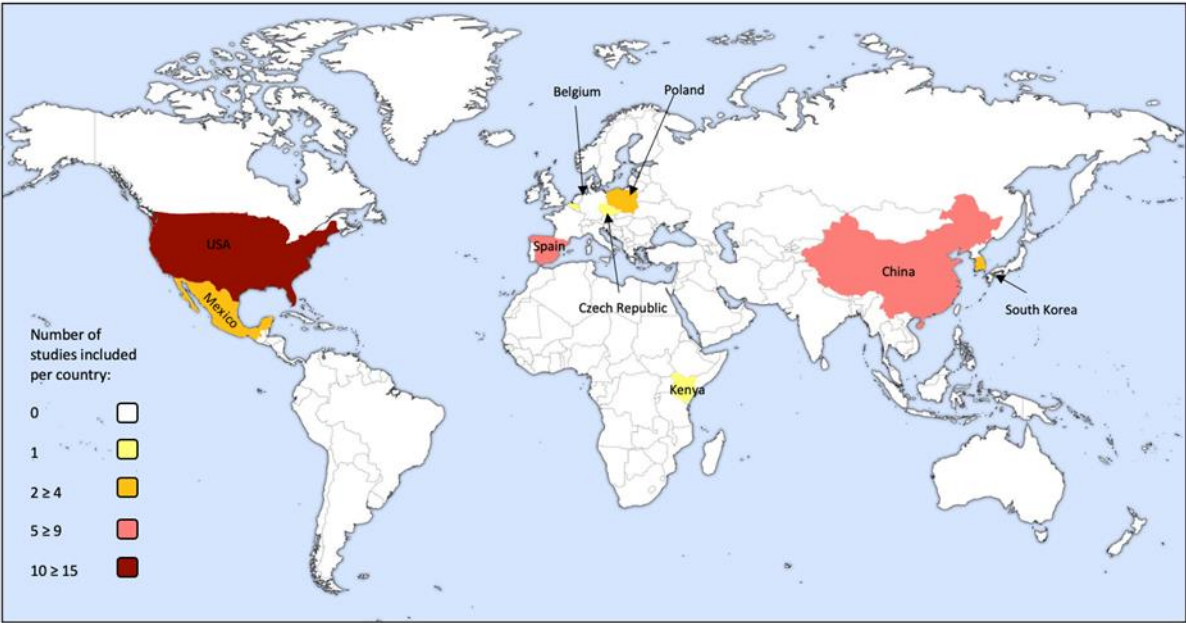 Belgium
Poland
USA
Spain
China
Mexico
Czech Republic
South Korea
Kenya
Number of
studies included
per country:
0
1
2 ≥ 4
5 ≥ 9
10 ≥ 15